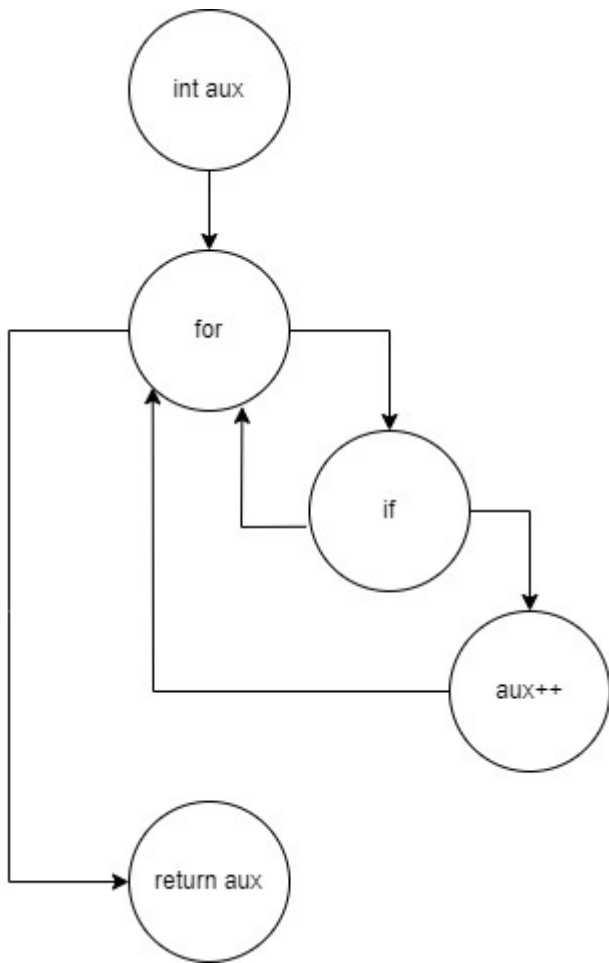 int aux
for
if
aux++
return aux